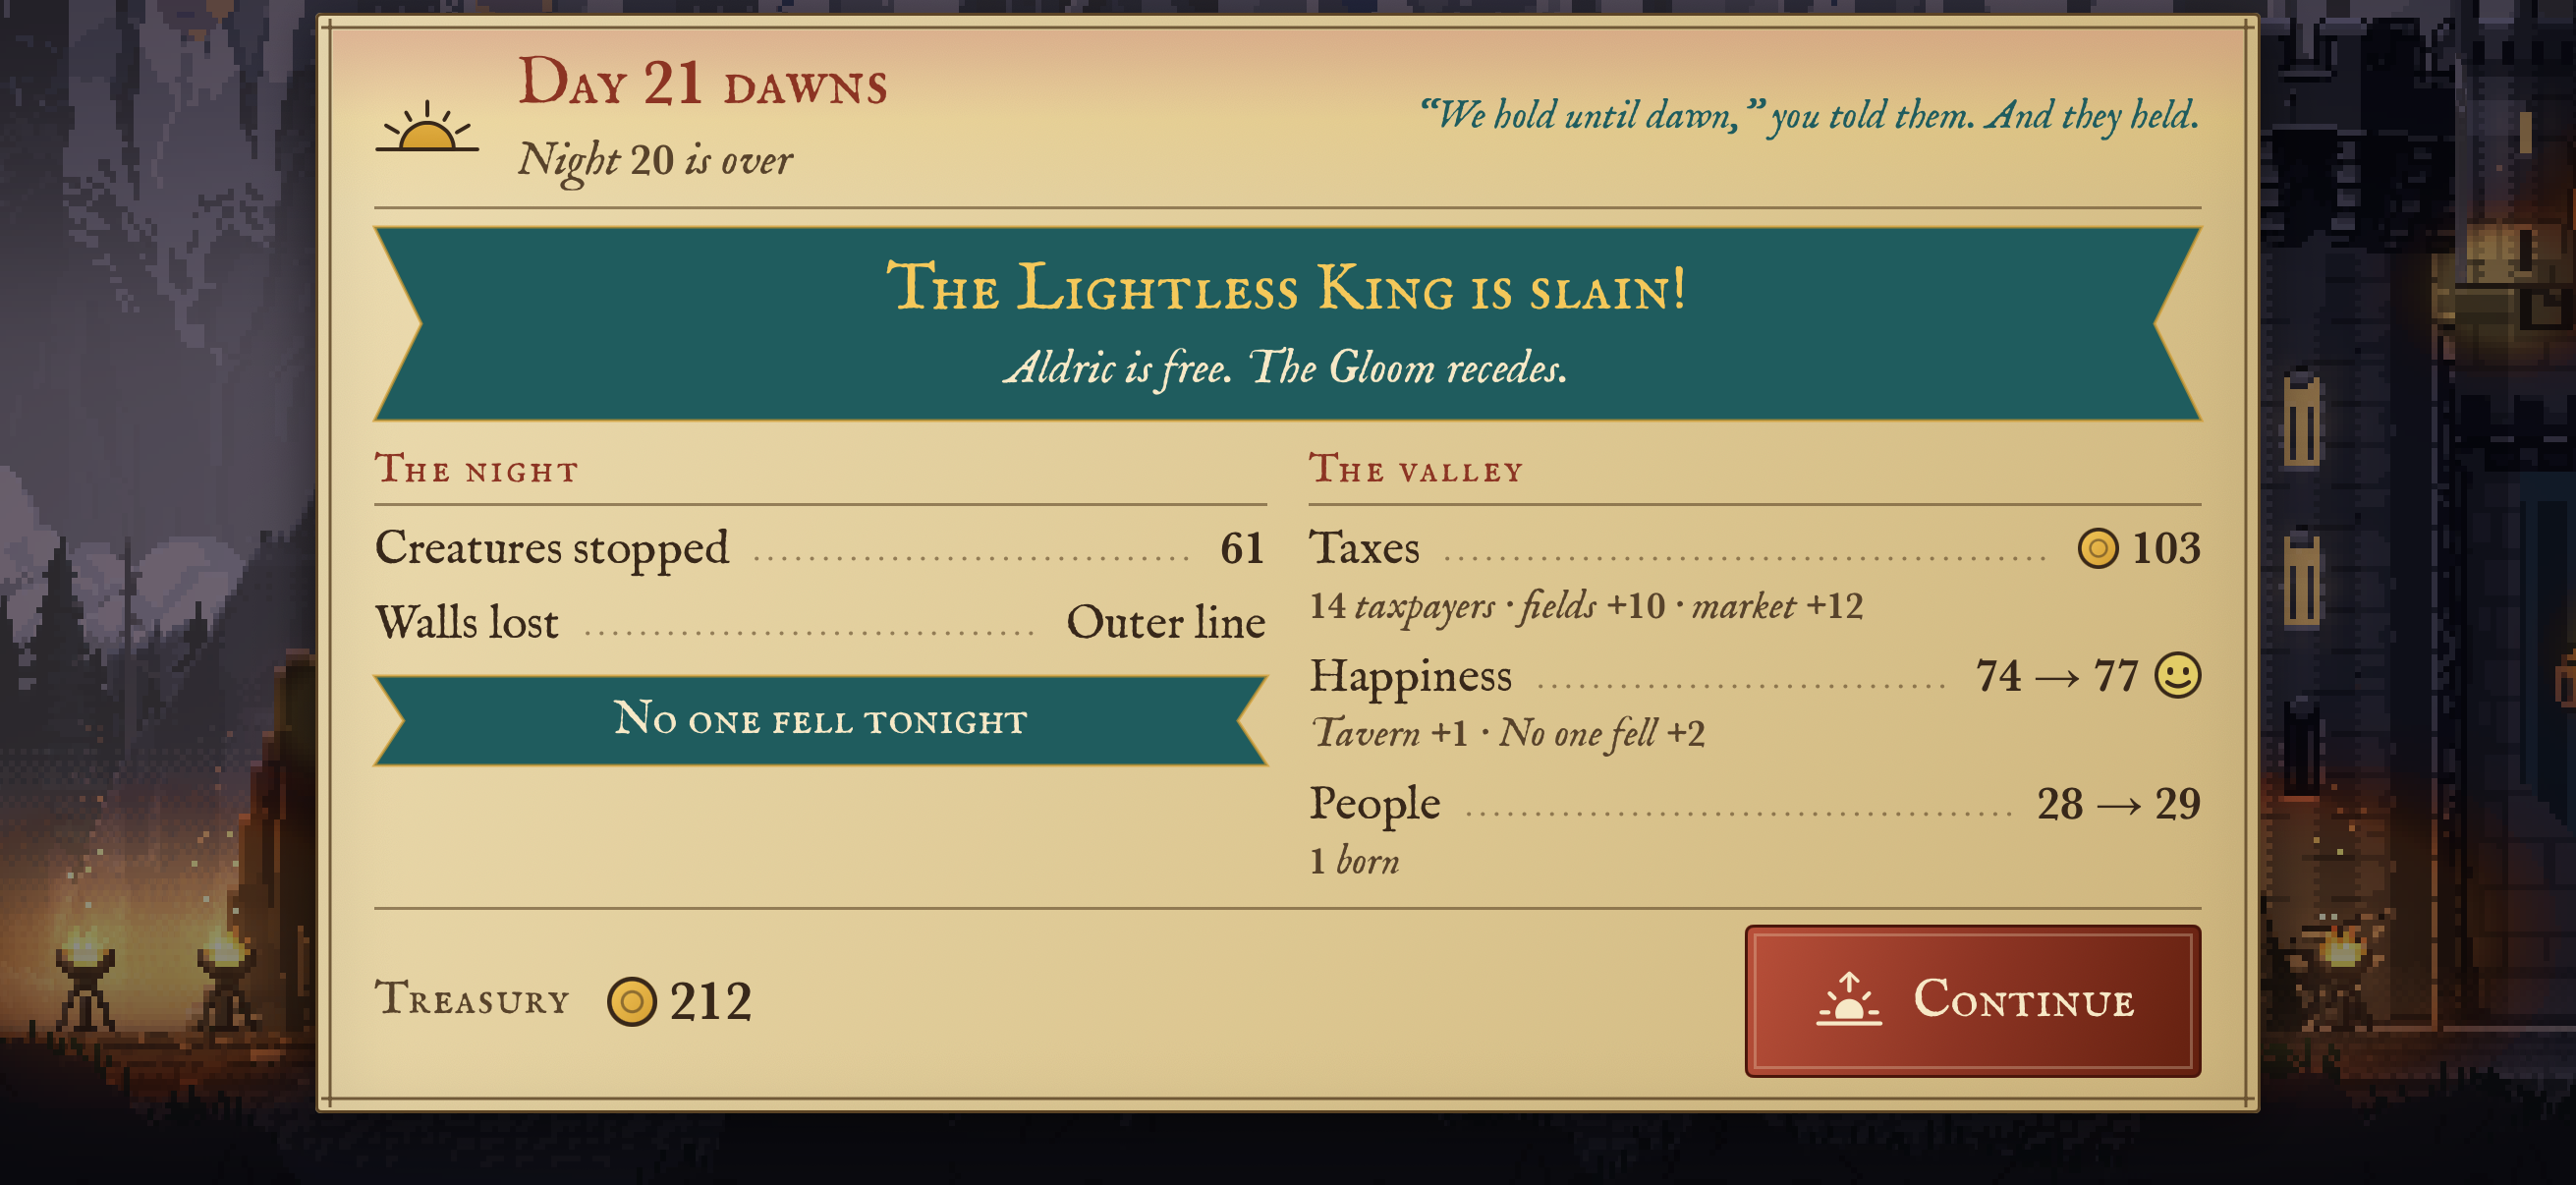 Day 21 dawns
Night 20 is over
“We hold until dawn,” you told them. And they held.
The Lightless King is slain!
Aldric is free. The Gloom recedes.
The night
Creatures stopped 61
Walls lost Outer line
No one fell tonight
The valley
Taxes 103
14 taxpayers · fields +10 · market +12
Happiness 74 → 77
Tavern +1 · No one fell +2
People 28 → 29
1 born
Treasury 212
Continue